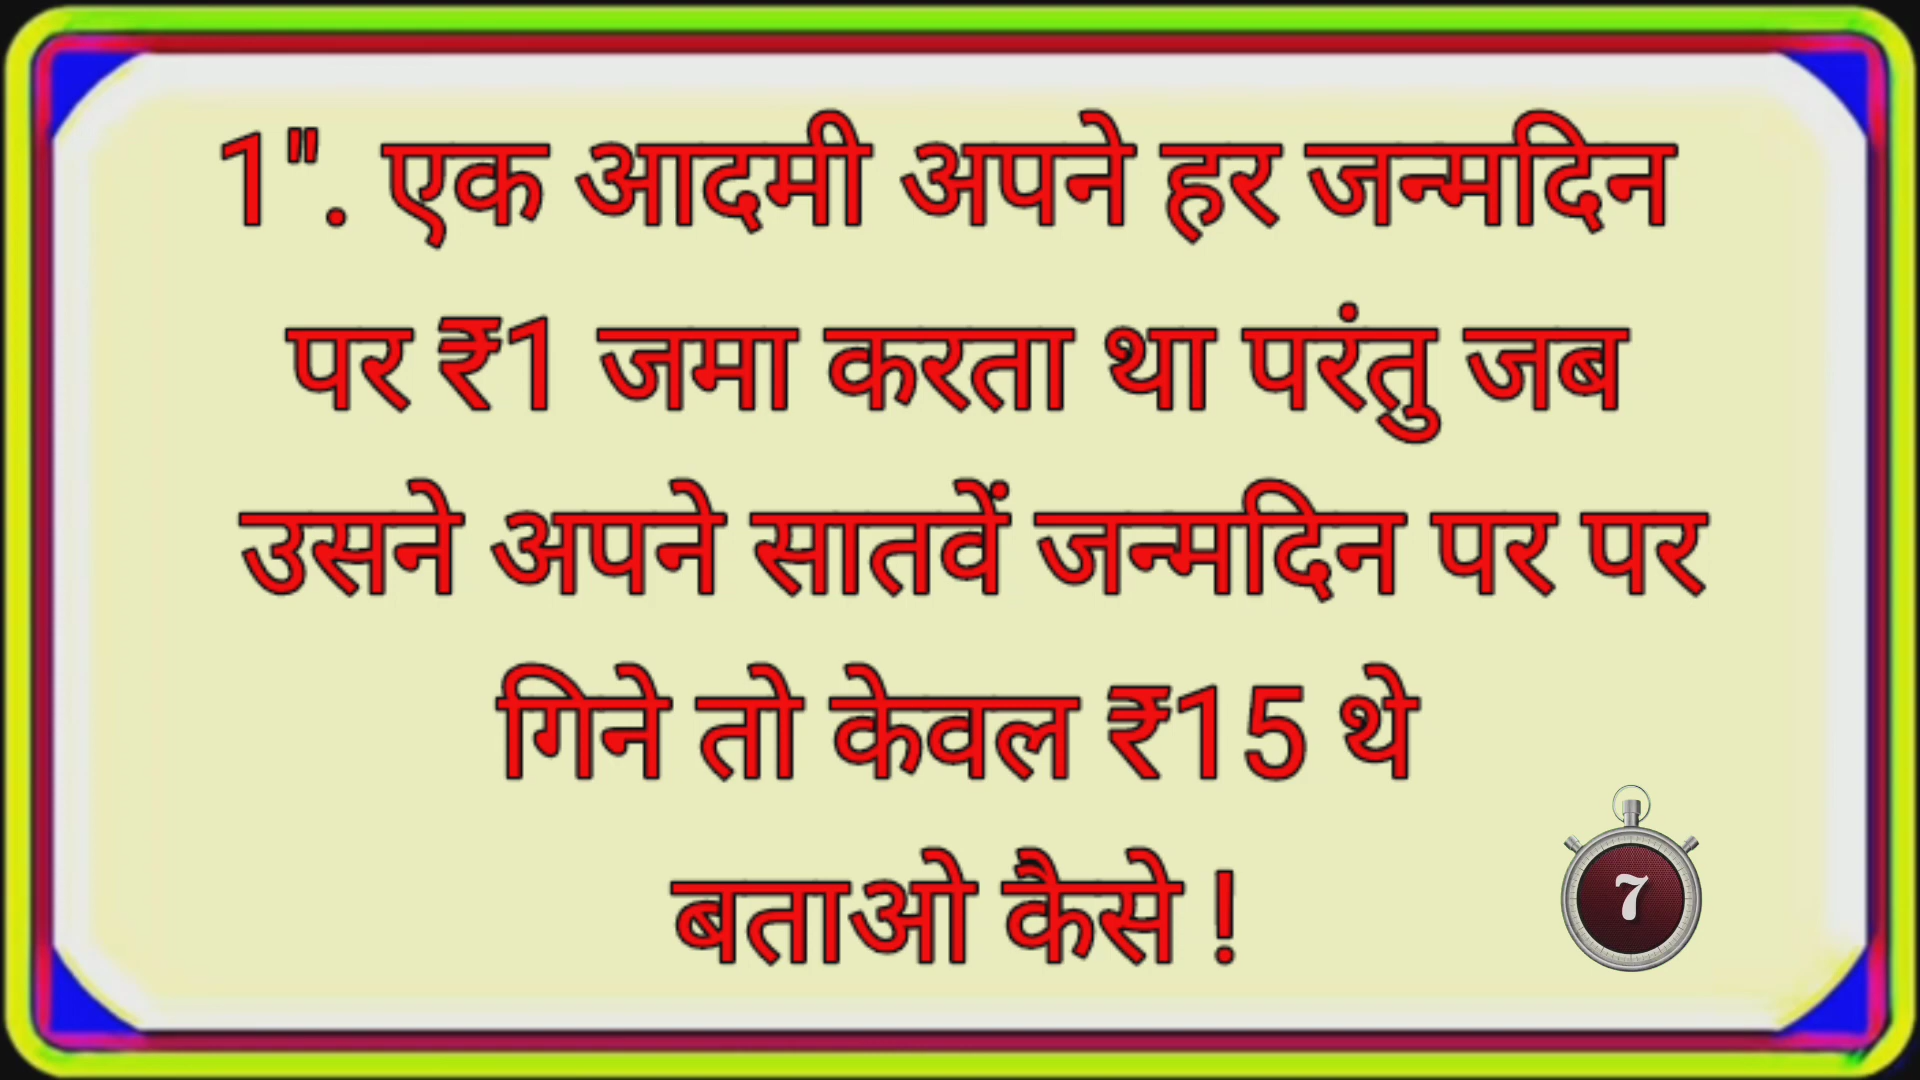 1". एक आदमी अपने हर जन्मदिन
पर ₹1 जमा करता था परंतु जब
उसने अपने सातवें जन्मदिन पर पर
गिने तो केवल ₹15 थे
बताओ कैसे !
7